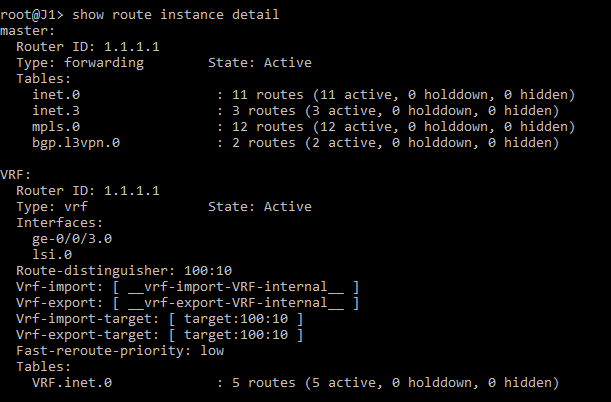 root@J1> show route instance detail
master:
  Router ID: 1.1.1.1
  Type: forwarding        State: Active
  Tables:
    inet.0                 : 11 routes (11 active, 0 holddown, 0 hidden)
    inet.3                 : 3 routes (3 active, 0 holddown, 0 hidden)
    mpls.0                 : 12 routes (12 active, 0 holddown, 0 hidden)
    bgp.l3vpn.0            : 2 routes (2 active, 0 holddown, 0 hidden)
VRF:
  Router ID: 1.1.1.1
  Type: vrf               State: Active
  Interfaces:
    ge-0/0/3.0
    lsi.0
  Route-distinguisher: 100:10
  Vrf-import: [ __vrf-import-VRF-internal__ ]
  Vrf-export: [ __vrf-export-VRF-internal__ ]
  Vrf-import-target: [ target:100:10 ]
  Vrf-export-target: [ target:100:10 ]
  Fast-reroute-priority: low
  Tables:
    VRF.inet.0             : 5 routes (5 active, 0 holddown, 0 hidden)